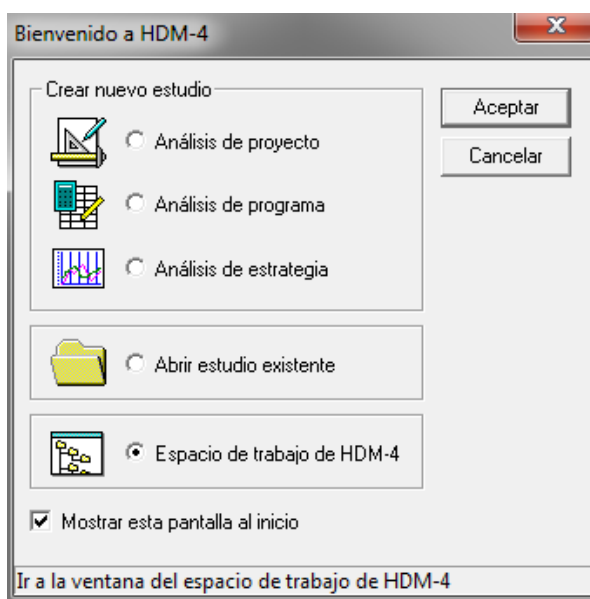 Bienvenido a HDM-4
Crear nuevo estudio
Análisis de proyecto
Análisis de programa
Análisis de estrategia
Aceptar
Cancelar
Abrir estudio existente
Espacio de trabajo de HDM-4
Mostrar esta pantalla al inicio
Ir a la ventana del espacio de trabajo de HDM-4